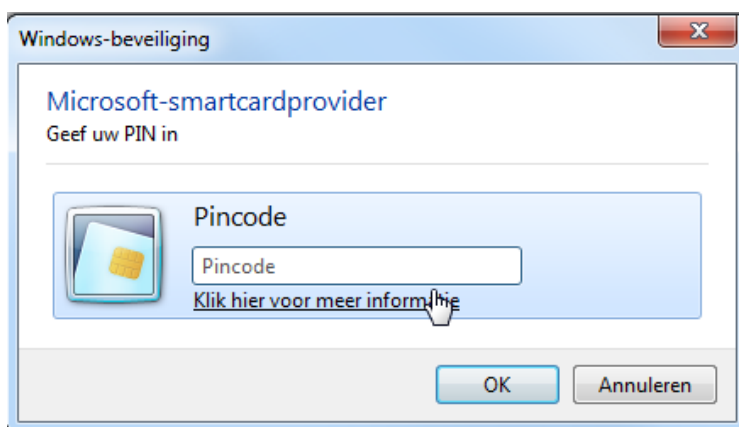 Windows-beveiliging
Microsoft-smartcardprovider
Geef uw PIN in
Pincode
Pincode
Klik hier voor meer informatie
OK
Annuleren